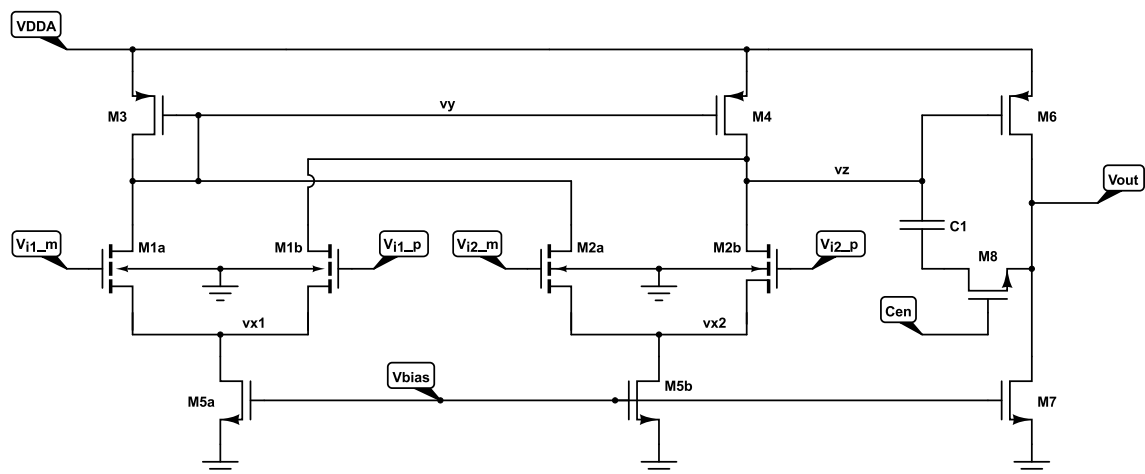 VDDA
M3
vy
M4
M6
vz
Vout
Vi1_m
M1a
M1b
Vi1_p
Vi2_m
M2a
M2b
Vi2_p
C1
M8
vx1
vx2
Cen
Vbias
M5a
M5b
M7